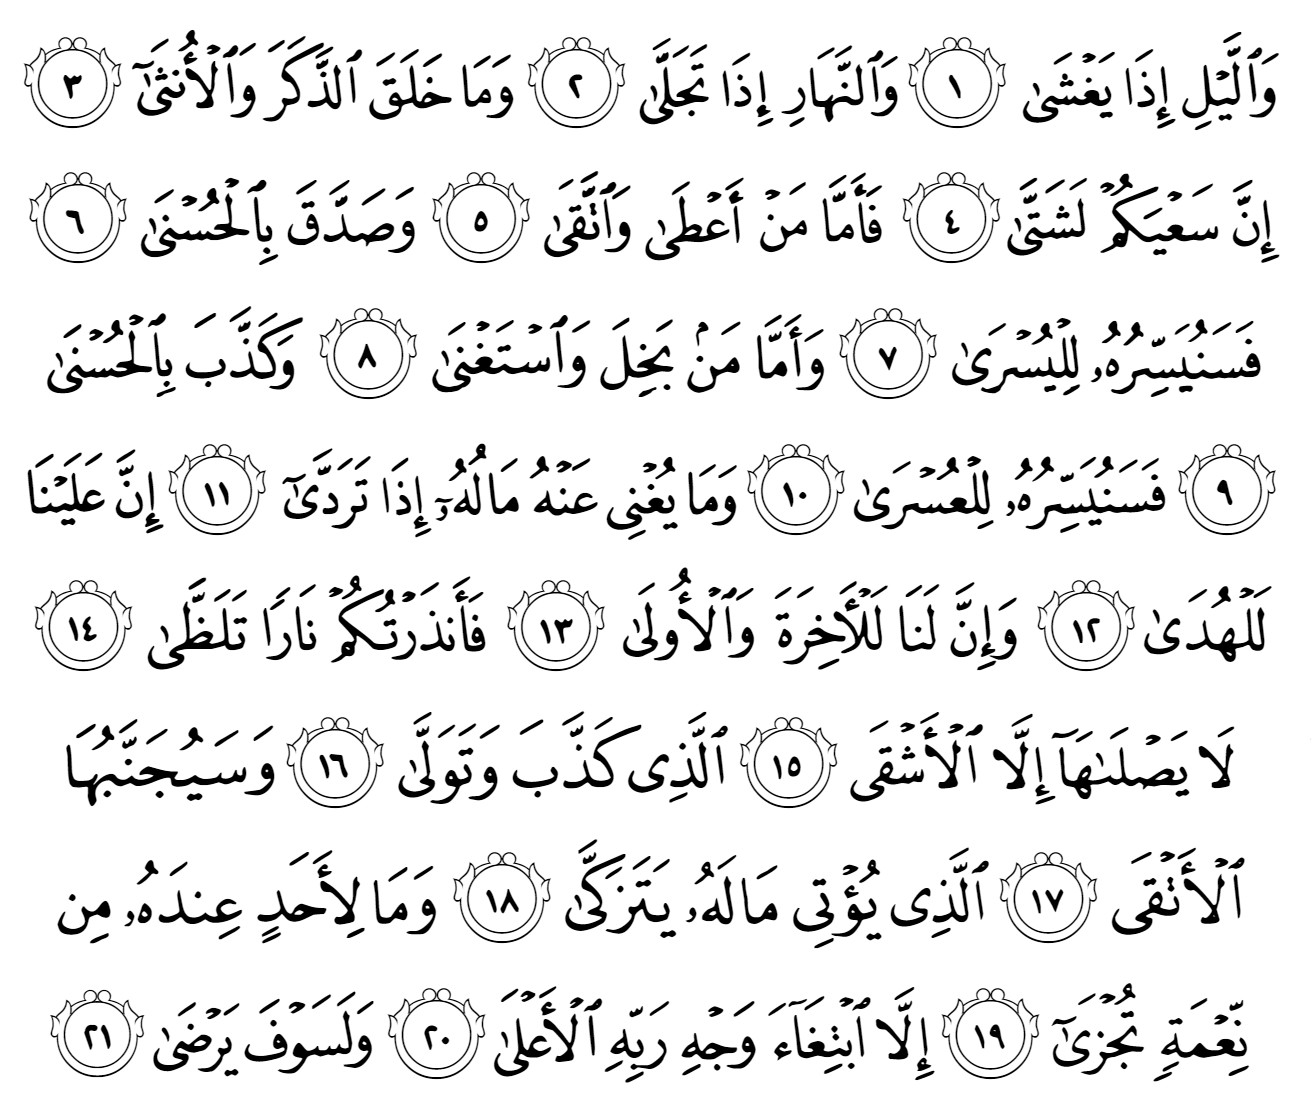 وَٱلَّيْلِ إِذَا يَغْشَىٰ ١ وَٱلنَّهَارِ إِذَا تَجَلَّىٰ ٢ وَمَا خَلَقَ ٱلذَّكَرَ وَٱلْأُنثَىٰٓ ٣
إِنَّ سَعْيَكُمْ لَشَتَّىٰ ٤ فَأَمَّا مَنْ أَعْطَىٰ وَٱتَّقَىٰ ٥ وَصَدَّقَ بِٱلْحُسْنَىٰ ٦
فَسَنُيَسِّرُهُۥ لِلْيُسْرَىٰ ٧ وَأَمَّا مَنۢ بَخِلَ وَٱسْتَغْنَىٰ ٨ وَكَذَّبَ بِٱلْحُسْنَىٰ
٩ فَسَنُيَسِّرُهُۥ لِلْعُسْرَىٰ ١٠ وَمَا يُغْنِى عَنْهُ مَالُهُۥٓ إِذَا تَرَدَّىٰٓ ١١ إِنَّ عَلَيْنَا
لَلْهُدَىٰ ١٢ وَإِنَّ لَنَا لَلْـَٔاخِرَةَ وَٱلْأُولَىٰ ١٣ فَأَنذَرْتُكُمْ نَارًا تَلَظَّىٰ ١٤
لَا يَصْلَىٰهَآ إِلَّا ٱلْأَشْقَى ١٥ ٱلَّذِى كَذَّبَ وَتَوَلَّىٰ ١٦ وَسَيُجَنَّبُهَا
ٱلْأَتْقَى ١٧ ٱلَّذِى يُؤْتِى مَالَهُۥ يَتَزَكَّىٰ ١٨ وَمَا لِأَحَدٍ عِندَهُۥ مِن
نِّعْمَةٍ تُجْزَىٰٓ ١٩ إِلَّا ٱبْتِغَآءَ وَجْهِ رَبِّهِ ٱلْأَعْلَىٰ ٢٠ وَلَسَوْفَ يَرْضَىٰ ٢١